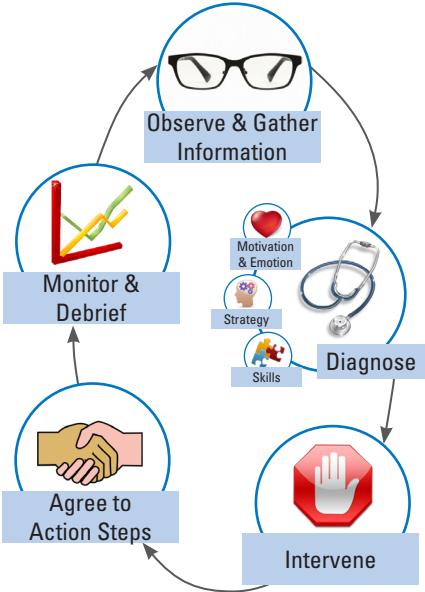 Observe & Gather
Information
Motivation
& Emotion
Strategy
Skills
Diagnose
Intervene
Agree to
Action Steps
Monitor &
Debrief